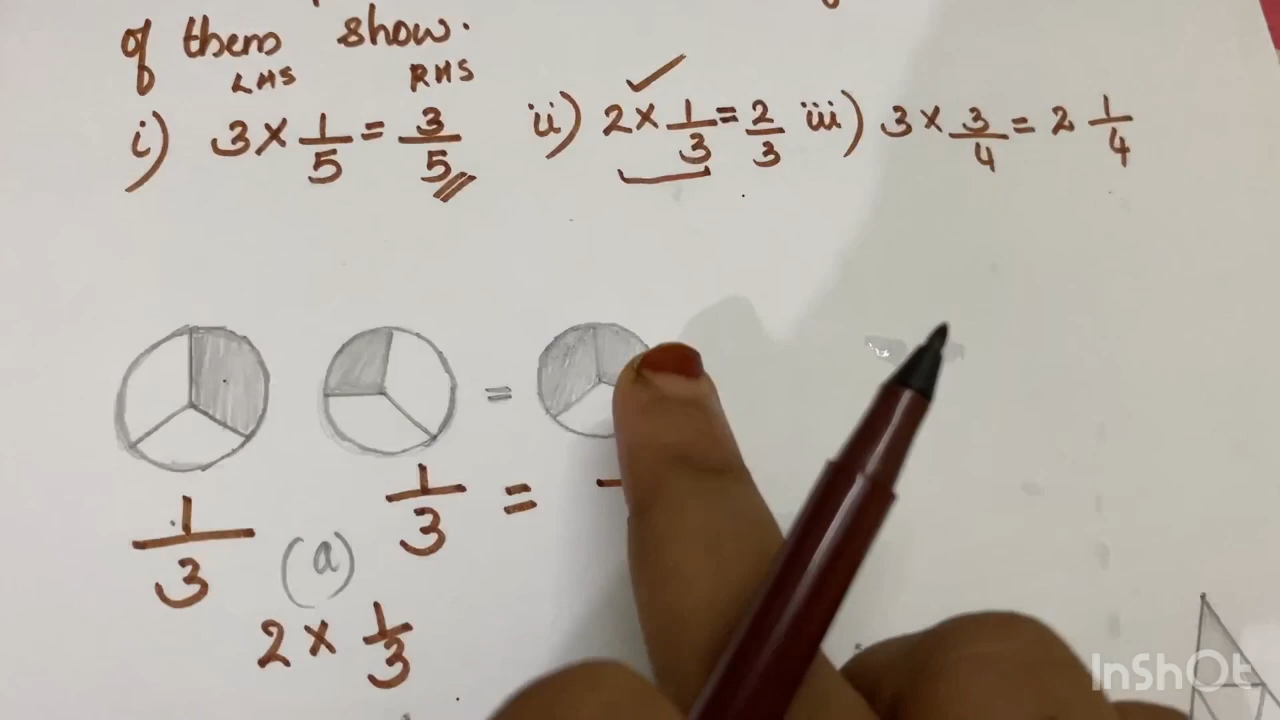 of them show.
LHS RHS
i) 3 × 1/5 = 3/5 ii) 2 × 1/3 = 2/3 iii) 3 × 3/4 = 2 1/4
=
1/3 1/3 =
(a)
2 × 1/3
InShOt